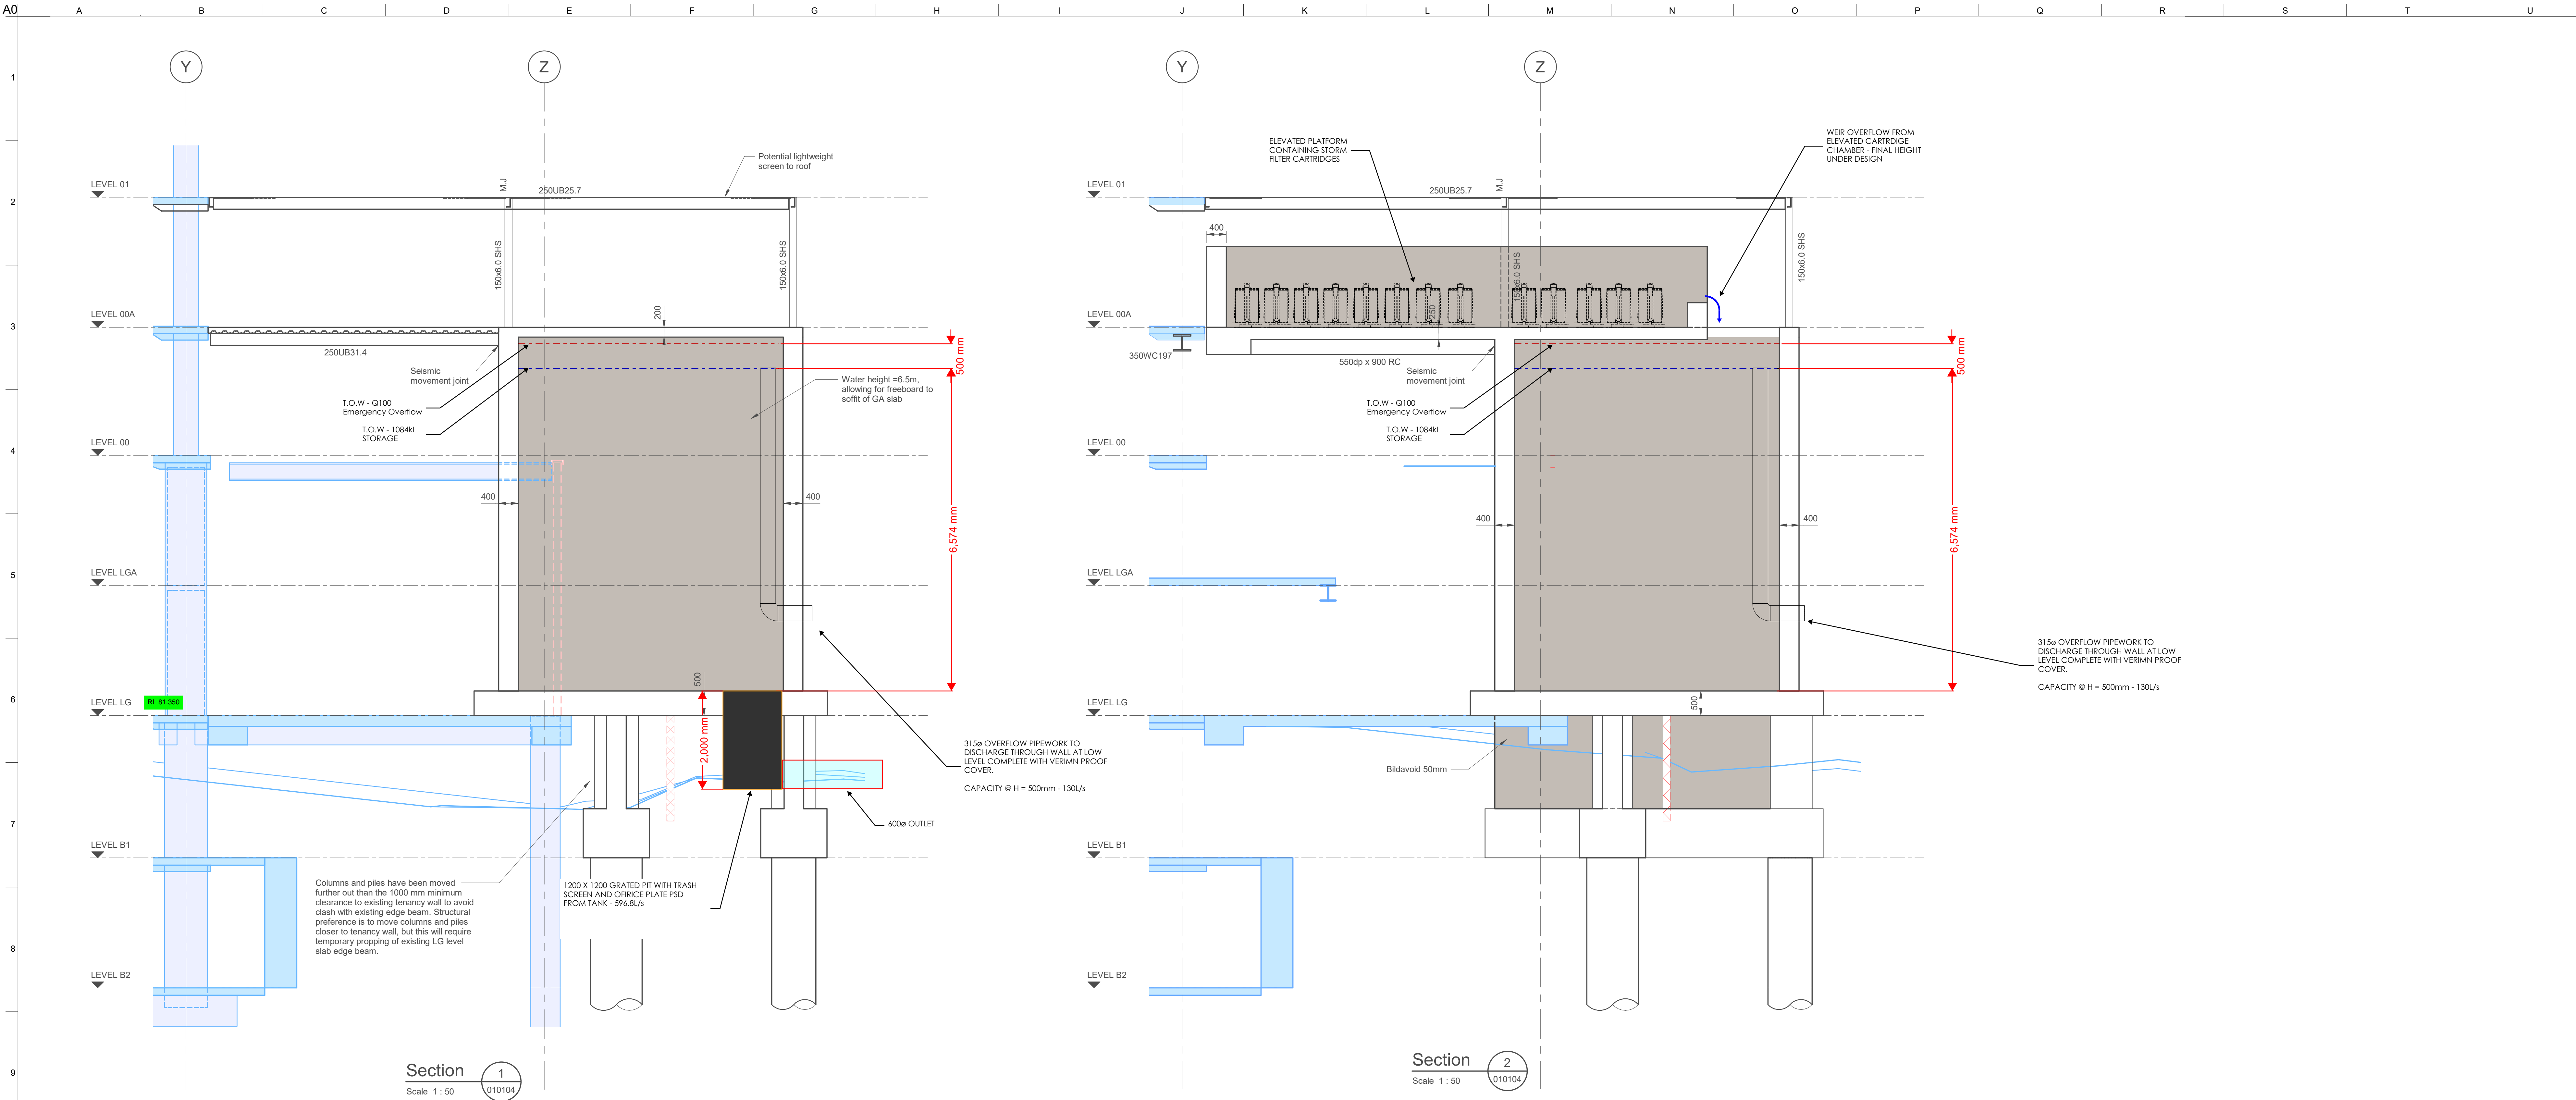 A0
A B C D E F G H I J K L M N O P Q R S T U
1
2
3
4
5
6
7
8
9
Y
Z
Potential lightweight
screen to roof
LEVEL 01
250UB25.7
M.J
150x6.0 SHS
150x6.0 SHS
LEVEL 00A
200
250UB31.4
Seismic
movement joint
500 mm
Water height =6.5m,
allowing for freeboard to
soffit of GA slab
T.O.W - Q100
Emergency Overflow
T.O.W - 1084kL
STORAGE
LEVEL 00
400
400
6,574 mm
LEVEL LGA
500
LEVEL LG
RL 81.350
2,000 mm
315ø OVERFLOW PIPEWORK TO
DISCHARGE THROUGH WALL AT LOW
LEVEL COMPLETE WITH VERIMN PROOF
COVER.
CAPACITY @ H = 500mm - 130L/s
600ø OUTLET
LEVEL B1
Columns and piles have been moved
further out than the 1000 mm minimum
clearance to existing tenancy wall to avoid
clash with existing edge beam. Structural
preference is to move columns and piles
closer to tenancy wall, but this will require
temporary propping of existing LG level
slab edge beam.
1200 X 1200 GRATED PIT WITH TRASH
SCREEN AND OFIRICE PLATE PSD
FROM TANK - 596.8L/s
LEVEL B2
Section
1
010104
Scale 1 : 50
Y
Z
ELEVATED PLATFORM
CONTAINING STORM
FILTER CARTRIDGES
WEIR OVERFLOW FROM
ELEVATED CARTRDIGE
CHAMBER - FINAL HEIGHT
UNDER DESIGN
LEVEL 01
250UB25.7
M.J
400
150x6.0 SHS
150x6.0 SHS
LEVEL 00A
250
350WC197
550dp x 900 RC
Seismic
movement joint
500 mm
T.O.W - Q100
Emergency Overflow
T.O.W - 1084kL
STORAGE
LEVEL 00
400
400
6,574 mm
LEVEL LGA
315ø OVERFLOW PIPEWORK TO
DISCHARGE THROUGH WALL AT LOW
LEVEL COMPLETE WITH VERIMN PROOF
COVER.
CAPACITY @ H = 500mm - 130L/s
LEVEL LG
500
Bildavoid 50mm
LEVEL B1
LEVEL B2
Section
2
010104
Scale 1 : 50